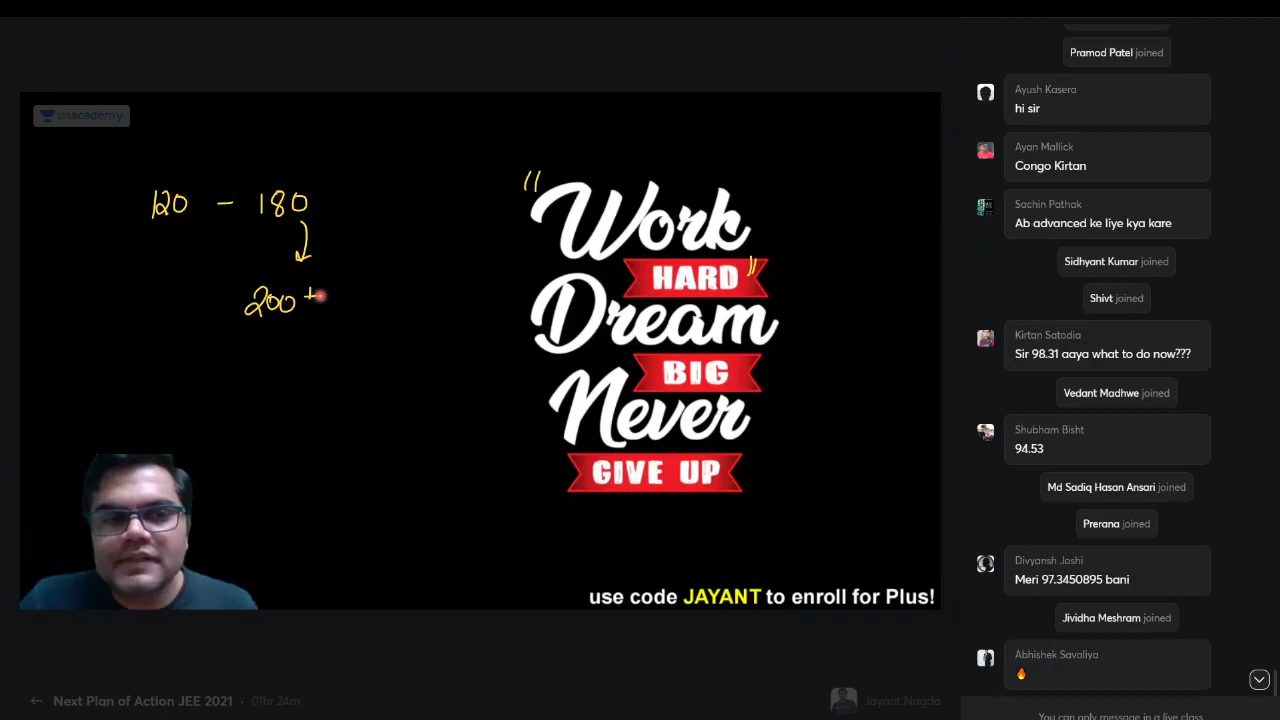 unacademy
120 - 180
200+
"Work
HARD"
Dream
BIG
Never
GIVE UP
use code JAYANT to enroll for Plus!
Next Plan of Action JEE 2021 • 01hr 24m
Jayant Nagda
Pramod Patel joined
Ayush Kasera
hi sir
Ayan Mallick
Congo Kirtan
Sachin Pathak
Ab advanced ke liye kya kare
Sidhyant Kumar joined
Shivt joined
Kirtan Satodia
Sir 98.31 aaya what to do now???
Vedant Madhwe joined
Shubham Bisht
94.53
Md Sadiq Hasan Ansari joined
Prerana joined
Divyansh Joshi
Meri 97.3450895 bani
Jividha Meshram joined
Abhishek Savaliya
🔥
You can only message in a live class